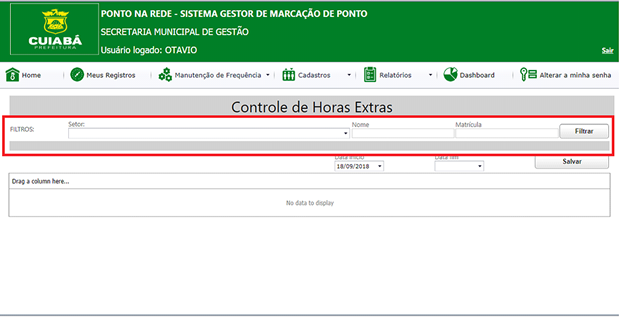 PONTO NA REDE - SISTEMA GESTOR DE MARCAÇÃO DE PONTO
SECRETARIA MUNICIPAL DE GESTÃO
CUIABÁ
PREFEITURA
Usuário logado: OTAVIO
Sair
Home Meus Registros Manutenção de Frequência Cadastros Relatórios Dashboard Alterar a minha senha
Controle de Horas Extras
FILTROS: Setor: Nome Matrícula Filtrar
Data Início Data fim Salvar
18/09/2018
Drag a column here...
No data to display